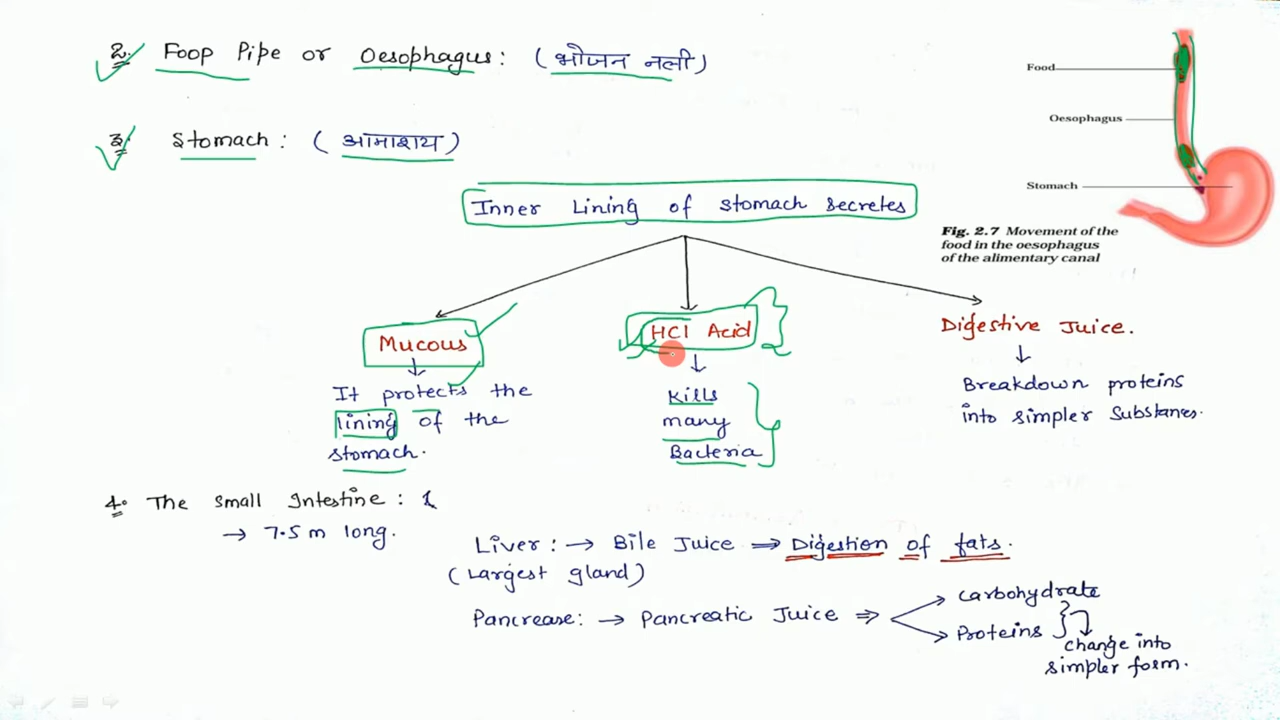 2. Foop Pipe or Oesophagus: (भोजन नली)
Food
Oesophagus
3. Stomach: (आमाशय)
Stomach
Inner Lining of stomach secretes
Fig. 2.7 Movement of the
food in the oesophagus
of the alimentary canal
Mucous
HCl Acid
Digestive Juice.
It protects the
lining of the
stomach.
Kills
many
Bacteria
Breakdown proteins
into simpler Substanes.
4. The Small Intestine:
→ 7.5 m long.
Liver: → Bile Juice ⇒ Digestion of fats.
(Largest gland)
Pancrease: → Pancreatic Juice ⇒
Carbohydrate
Proteins
change into
simpler form.